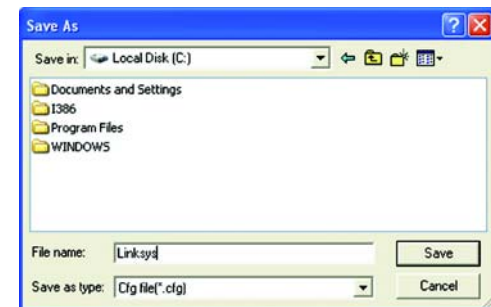 Save As
Save in: Local Disk (C:)
Documents and Settings
I386
Program Files
WINDOWS
File name: Linksys Save
Save as type: Cfg file(*.cfg) Cancel